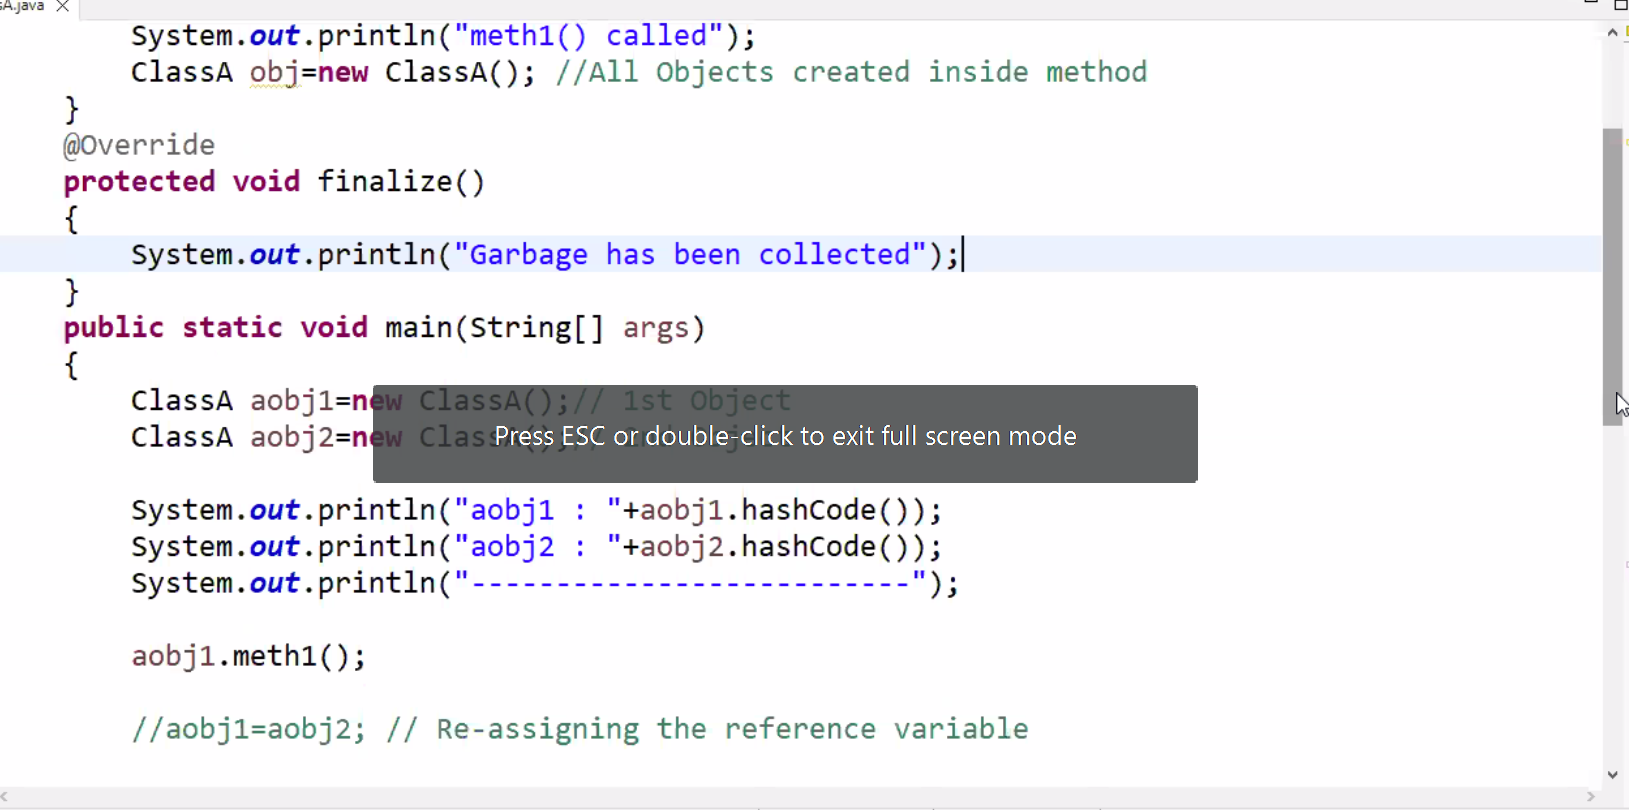 sA.java
System.out.println("meth1() called");
ClassA obj=new ClassA(); //All Objects created inside method
}
@Override
protected void finalize()
{
System.out.println("Garbage has been collected");
}
public static void main(String[] args)
{
ClassA aobj1=new ClassA();// 1st Object
ClassA aobj2=new ClassA();//
Press ESC or double-click to exit full screen mode
System.out.println("aobj1 : "+aobj1.hashCode());
System.out.println("aobj2 : "+aobj2.hashCode());
System.out.println("--------------------------");
aobj1.meth1();
//aobj1=aobj2; // Re-assigning the reference variable